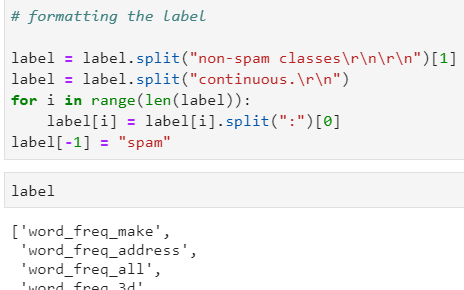 # formatting the label
label = label.split("non-spam classes\r\n\r\n")[1]
label = label.split("continuous.\r\n")
for i in range(len(label)):
    label[i] = label[i].split(":")[0]
label[-1] = "spam"
label
['word_freq_make',
 'word_freq_address',
 'word_freq_all',
 'word_freq_3d'